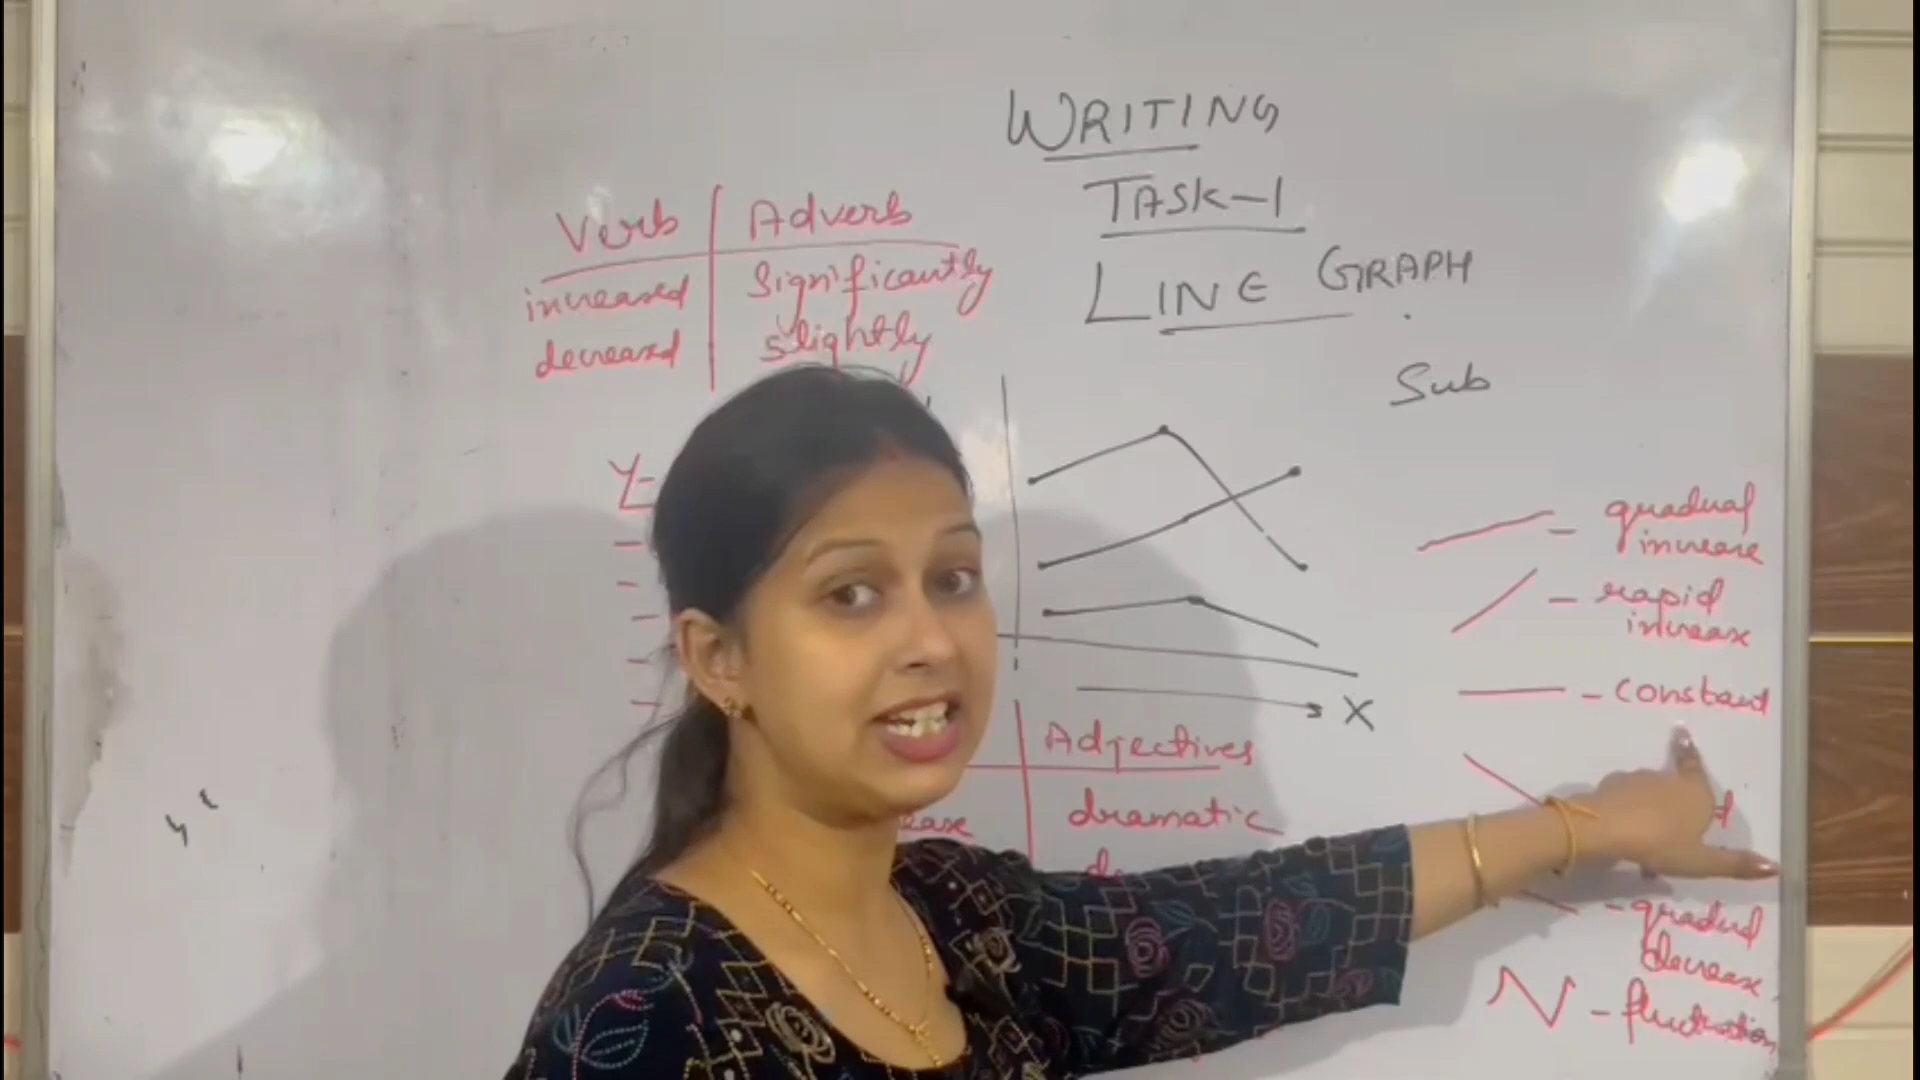 WRITING
TASK-1
LINE GRAPH
Sub
Verb | Adverb
increased | Significantly
decreased | slightly
Y-
X
Adjectives
dramatic
- gradual
increase
- rapid
increase
- constant
- gradual
decrease
- fluctuation